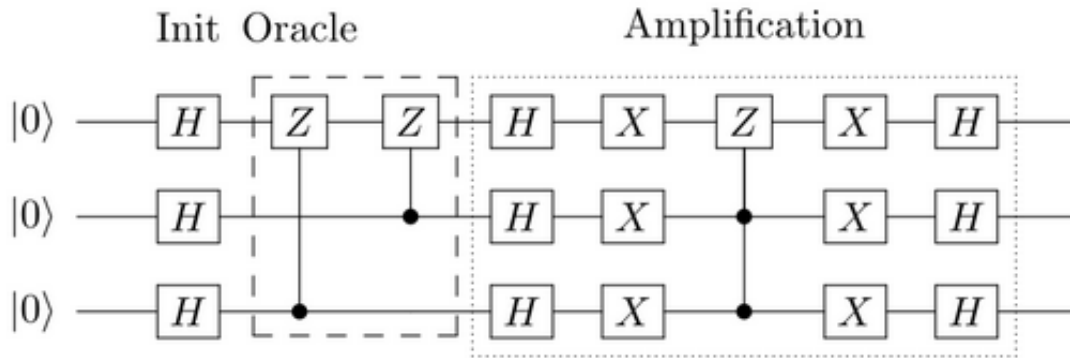 Init Oracle Amplification
|0⟩ H Z Z H X Z X H
|0⟩ H H X X H
|0⟩ H H X X H